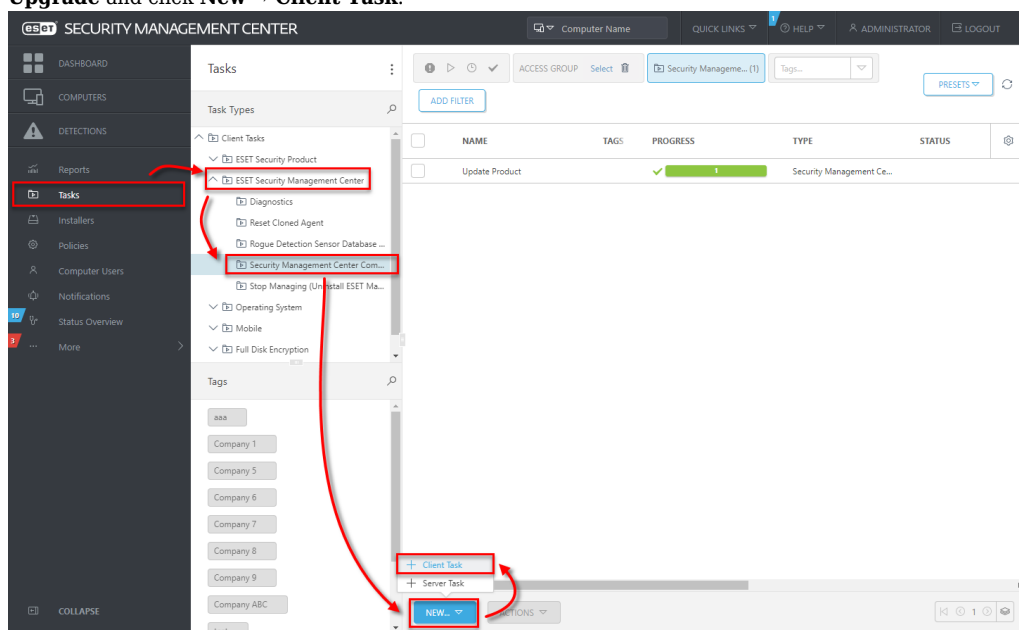 Upgrade and click New → Client Task.
eset SECURITY MANAGEMENT CENTER
Computer Name
QUICK LINKS
1
HELP
ADMINISTRATOR
LOGOUT
DASHBOARD
COMPUTERS
DETECTIONS
Reports
Tasks
Installers
Policies
Computer Users
Notifications
10
Status Overview
3
More
COLLAPSE
Tasks
Task Types
Client Tasks
ESET Security Product
ESET Security Management Center
Diagnostics
Reset Cloned Agent
Rogue Detection Sensor Database ...
Security Management Center Com...
Stop Managing (Uninstall ESET Ma...
Operating System
Mobile
Full Disk Encryption
Tags
aaa
Company 1
Company 5
Company 6
Company 7
Company 8
Company 9
Company ABC
ACCESS GROUP Select
Security Manageme... (1)
Tags...
PRESETS
ADD FILTER
NAME TAGS PROGRESS TYPE STATUS
Update Product 1 Security Management Ce...
+ Client Task
+ Server Task
NEW...
ACTIONS
1